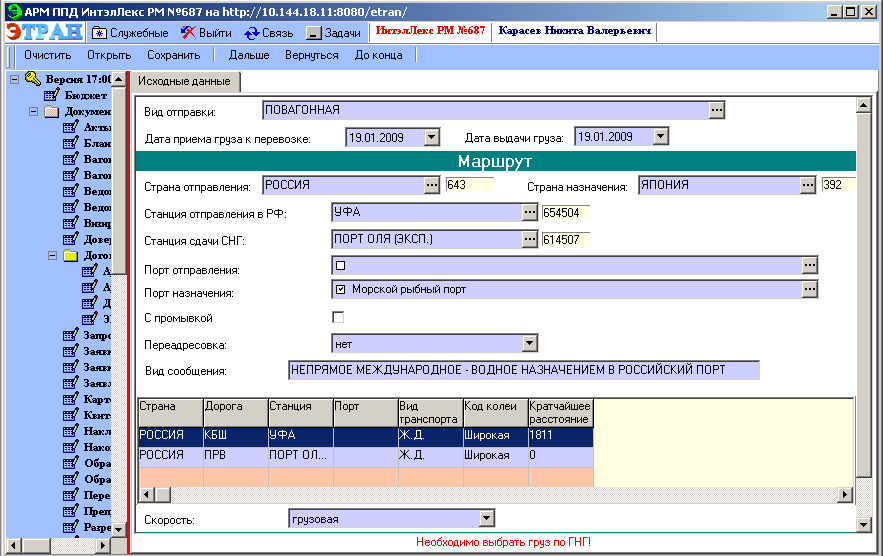 АРМ ППД ИнтэлЛекс РМ №687 на http://10.144.18.11:8080/etran/
ЭТРАН Служебные Выйти Связь Задачи ИнтэлЛекс РМ №687 Карасев Никита Валерьевич
Очистить Открыть Сохранить Дальше Вернуться До конца
Версия 17:00
Бюджет
Докумен
Акты
Блан
Вагон
Вагон
Ведо
Ведо
Визир
Довер
Догон
Запро
Заявк
Заявк
Заявл
Карто
Квит
Накл
Нако
Обра
Обра
Пере
Преп
Разре
Исходные данные
Вид отправки: ПОВАГОННАЯ ...
Дата приема груза к перевозке: 19.01.2009 Дата выдачи груза: 19.01.2009
Маршрут
Страна отправления: РОССИЯ ... 643 Страна назначения: ЯПОНИЯ ... 392
Станция отправления в РФ: УФА ... 654504
Станция сдачи СНГ: ПОРТ ОЛЯ (ЭКСП.) ... 614507
Порт отправления: ...
Порт назначения: Морской рыбный порт ...
С промывкой
Переадресовка: нет
Вид сообщения: НЕПРЯМОЕ МЕЖДУНАРОДНОЕ - ВОДНОЕ НАЗНАЧЕНИЕМ В РОССИЙСКИЙ ПОРТ
Страна Дорога Станция Порт Вид транспорта Код колеи Кратчайшее расстояние
РОССИЯ КБШ УФА Ж.Д. Широкая 1811
РОССИЯ ПРВ ПОРТ ОЛ... Ж.Д. Широкая 0
Скорость: грузовая
Необходимо выбрать груз по ГНГ!